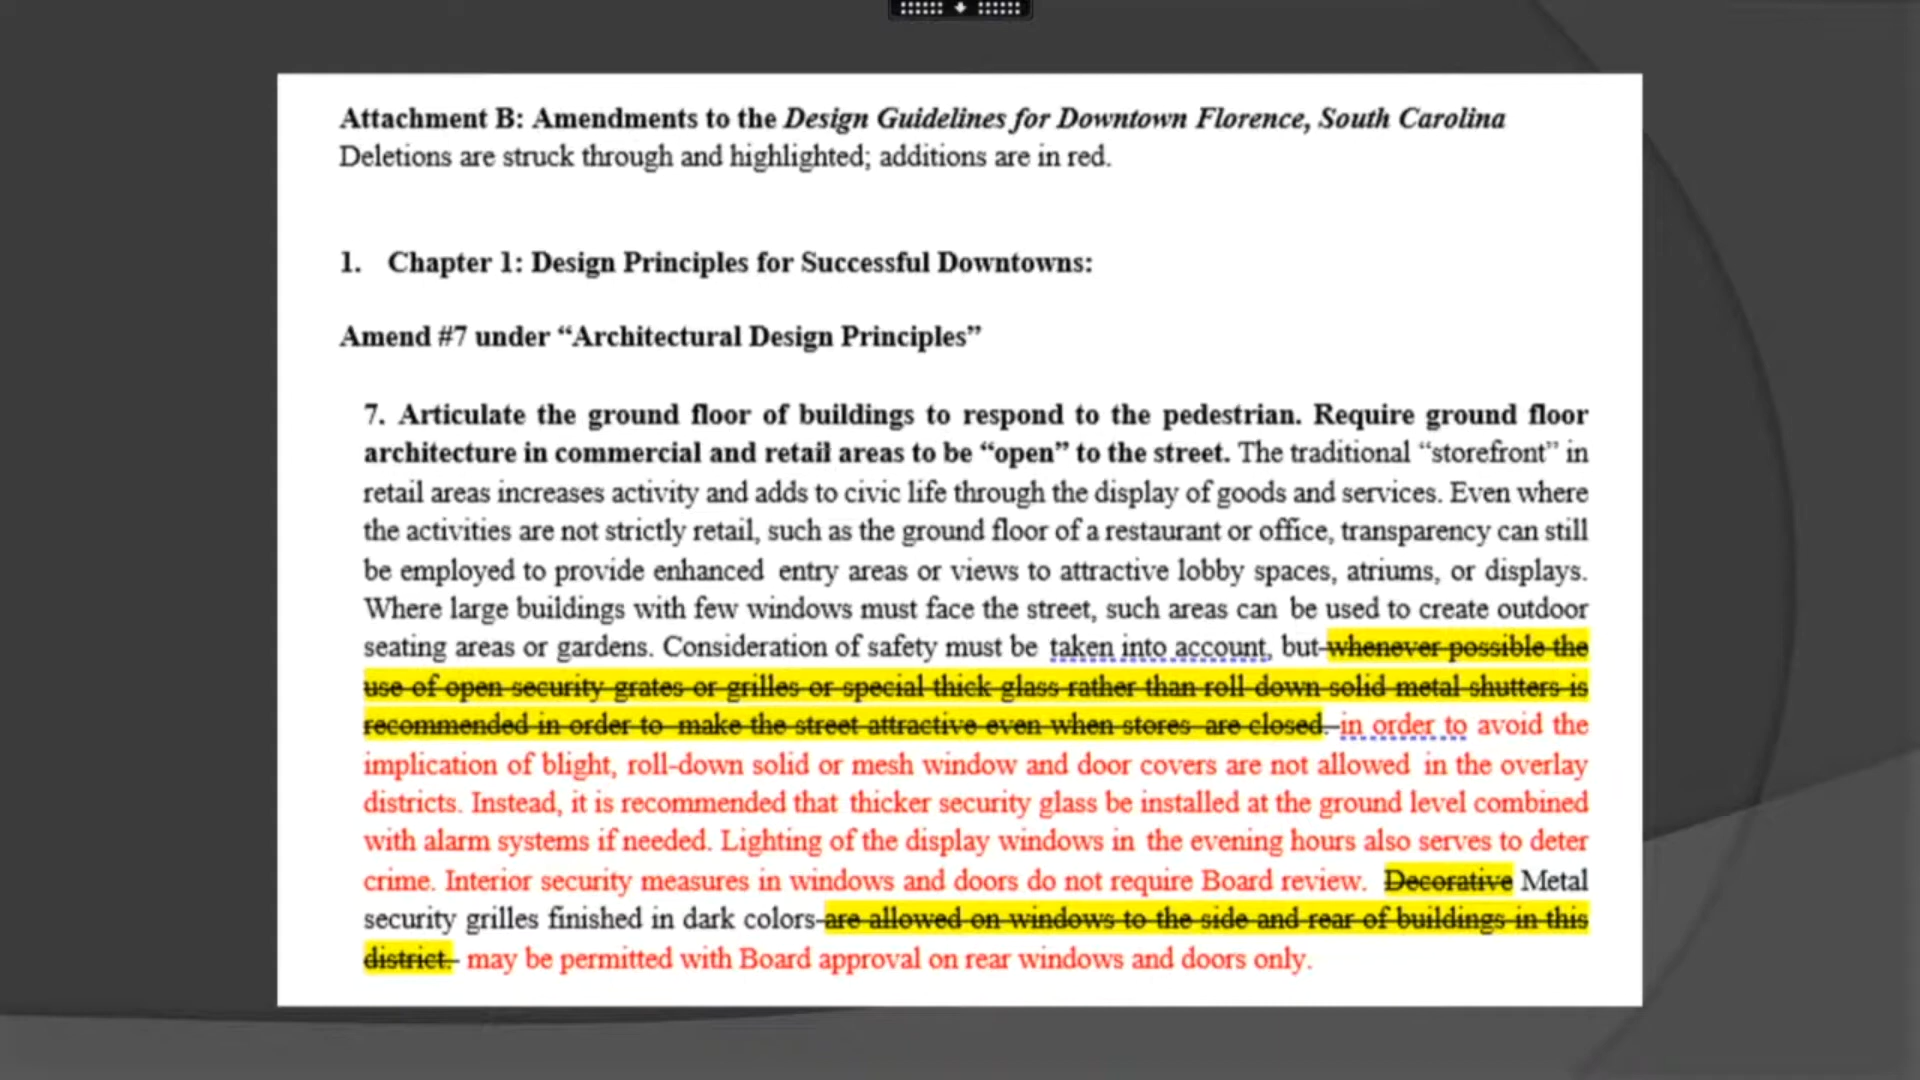 Attachment B: Amendments to the Design Guidelines for Downtown Florence, South Carolina
Deletions are struck through and highlighted; additions are in red.
1. Chapter 1: Design Principles for Successful Downtowns:
Amend #7 under “Architectural Design Principles”
7. Articulate the ground floor of buildings to respond to the pedestrian. Require ground floor
architecture in commercial and retail areas to be “open” to the street. The traditional “storefront” in
retail areas increases activity and adds to civic life through the display of goods and services. Even where
the activities are not strictly retail, such as the ground floor of a restaurant or office, transparency can still
be employed to provide enhanced entry areas or views to attractive lobby spaces, atriums, or displays.
Where large buildings with few windows must face the street, such areas can be used to create outdoor
seating areas or gardens. Consideration of safety must be taken into account, but whenever possible the
use of open security grates or grilles or special thick glass rather than roll down solid metal shutters is
recommended in order to make the street attractive even when stores are closed. in order to avoid the
implication of blight, roll-down solid or mesh window and door covers are not allowed in the overlay
districts. Instead, it is recommended that thicker security glass be installed at the ground level combined
with alarm systems if needed. Lighting of the display windows in the evening hours also serves to deter
crime. Interior security measures in windows and doors do not require Board review. Decorative Metal
security grilles finished in dark colors are allowed on windows to the side and rear of buildings in this
district. may be permitted with Board approval on rear windows and doors only.